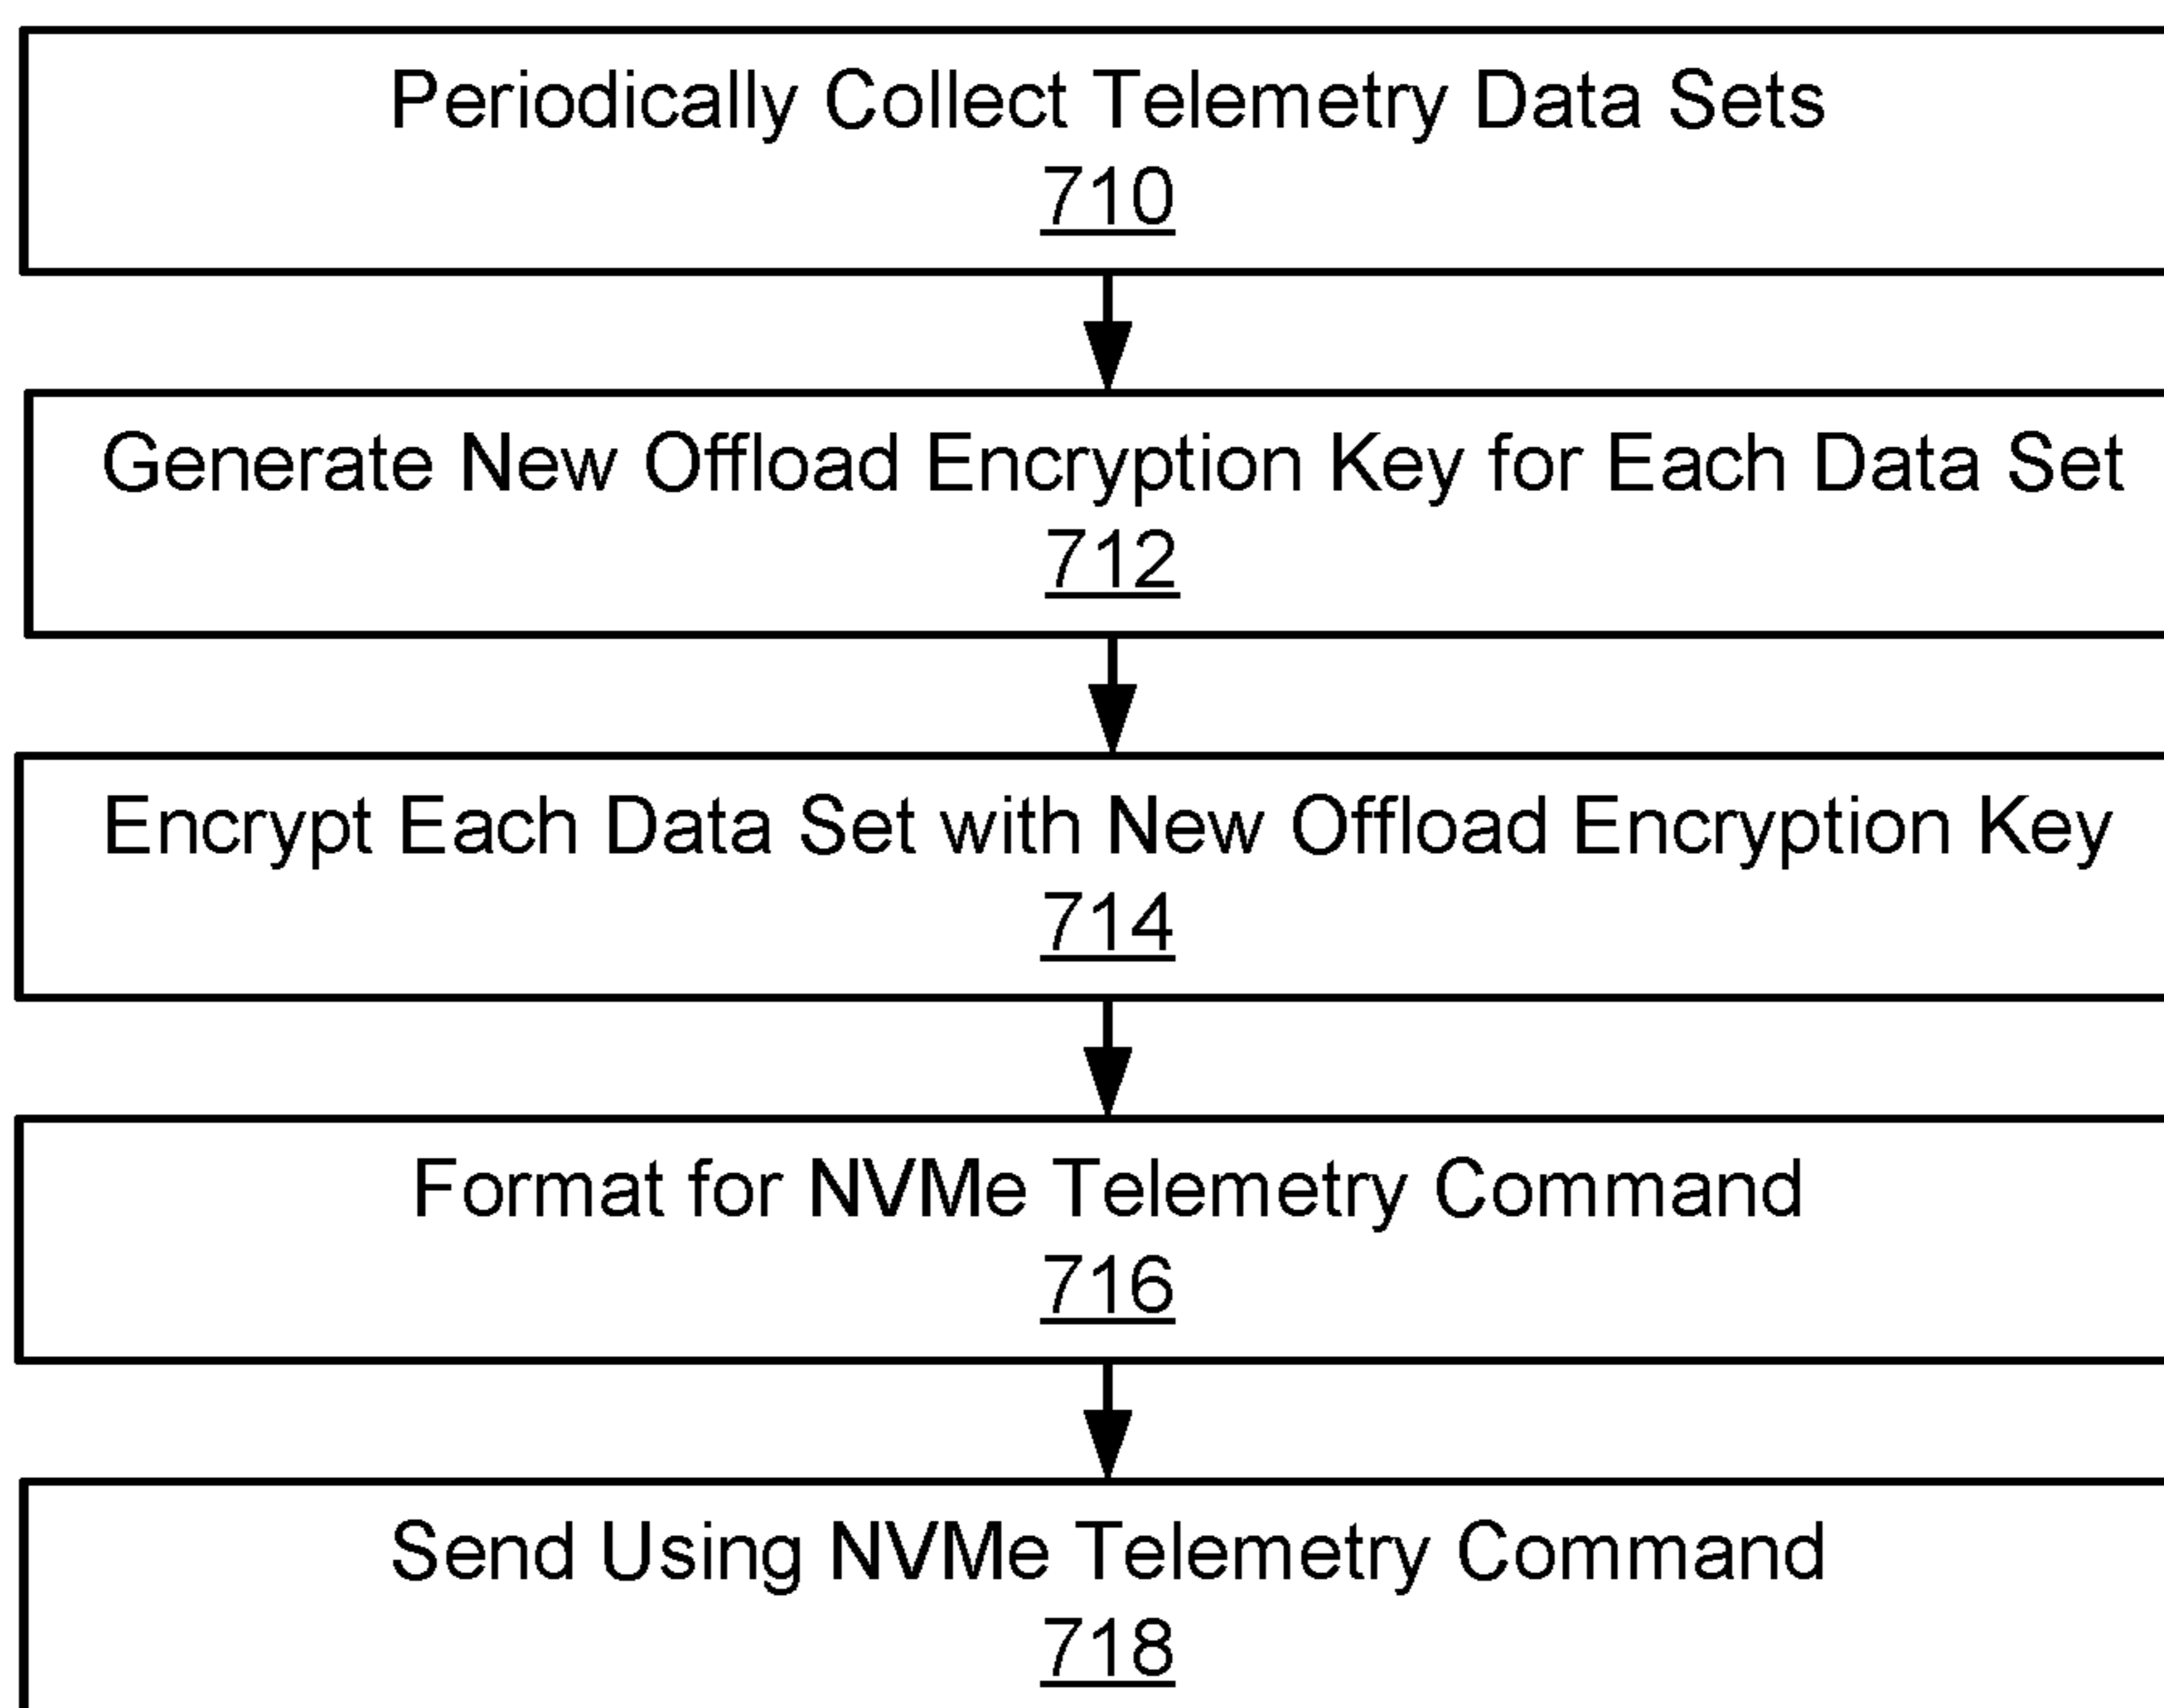 Periodically Collect Telemetry Data Sets
710
Generate New Offload Encryption Key for Each Data Set
712
Encrypt Each Data Set with New Offload Encryption Key
714
Format for NVMe Telemetry Command
716
Send Using NVMe Telemetry Command
718